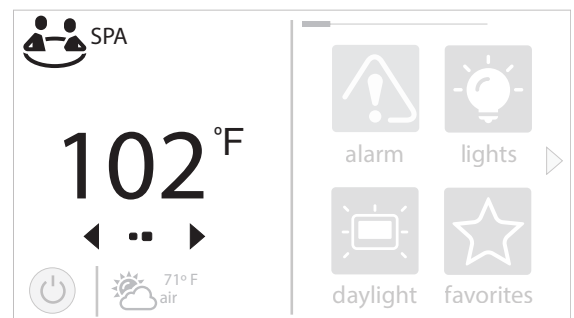 SPA
102°F
71° F
air
alarm
lights
daylight
favorites